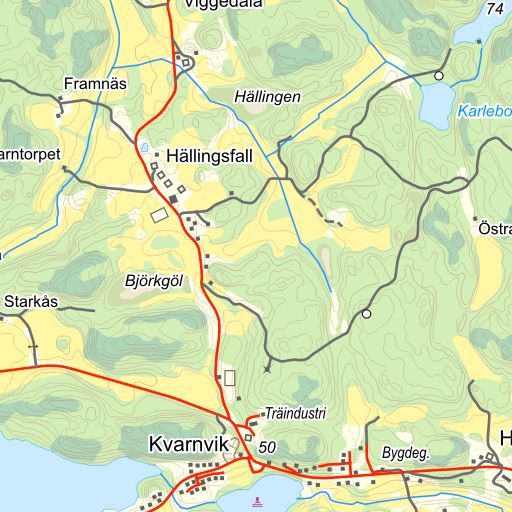 Viggedala
74
Framnäs
Hällingen
Karlebo
arntorpet
Hällingsfall
Östra
Björkgöl
Starkås
Träindustri
Kvarnvik
50
Bygdeg.
H